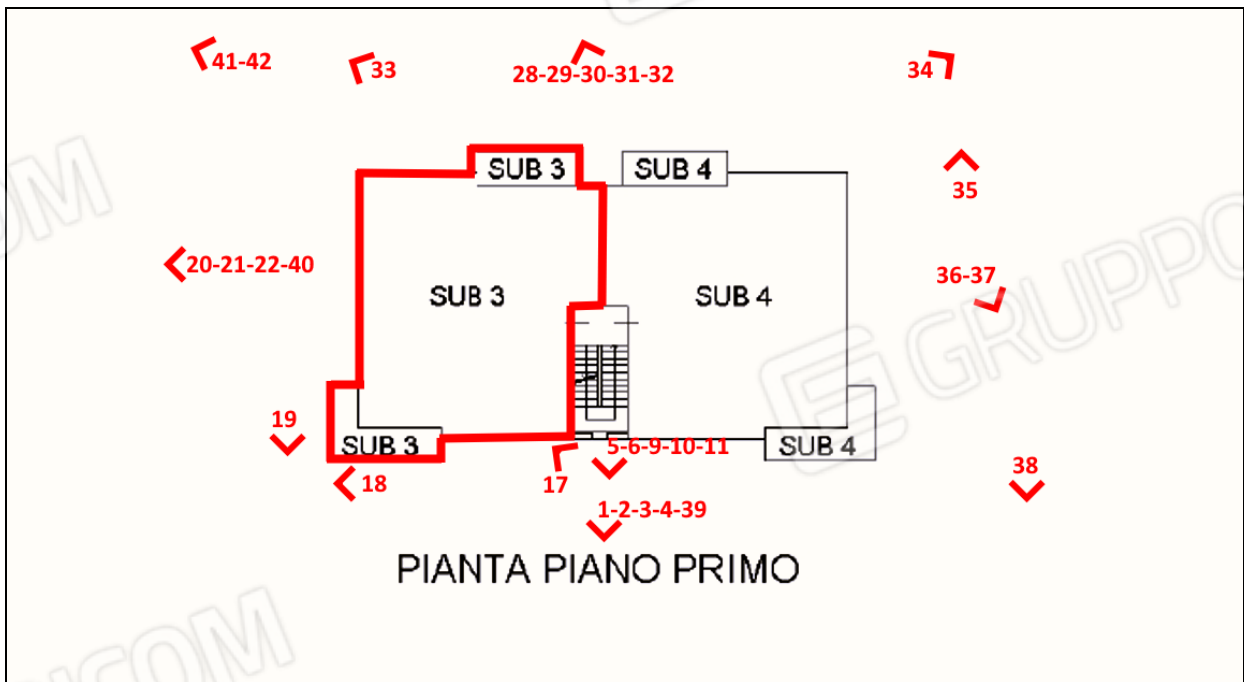 41-42
33
28-29-30-31-32
34
SUB 3
SUB 4
35
20-21-22-40
SUB 3
SUB 4
36-37
GRUPPO
19
SUB 3
5-6-9-10-11
SUB 4
18
17
38
1-2-3-4-39
PIANTA PIANO PRIMO